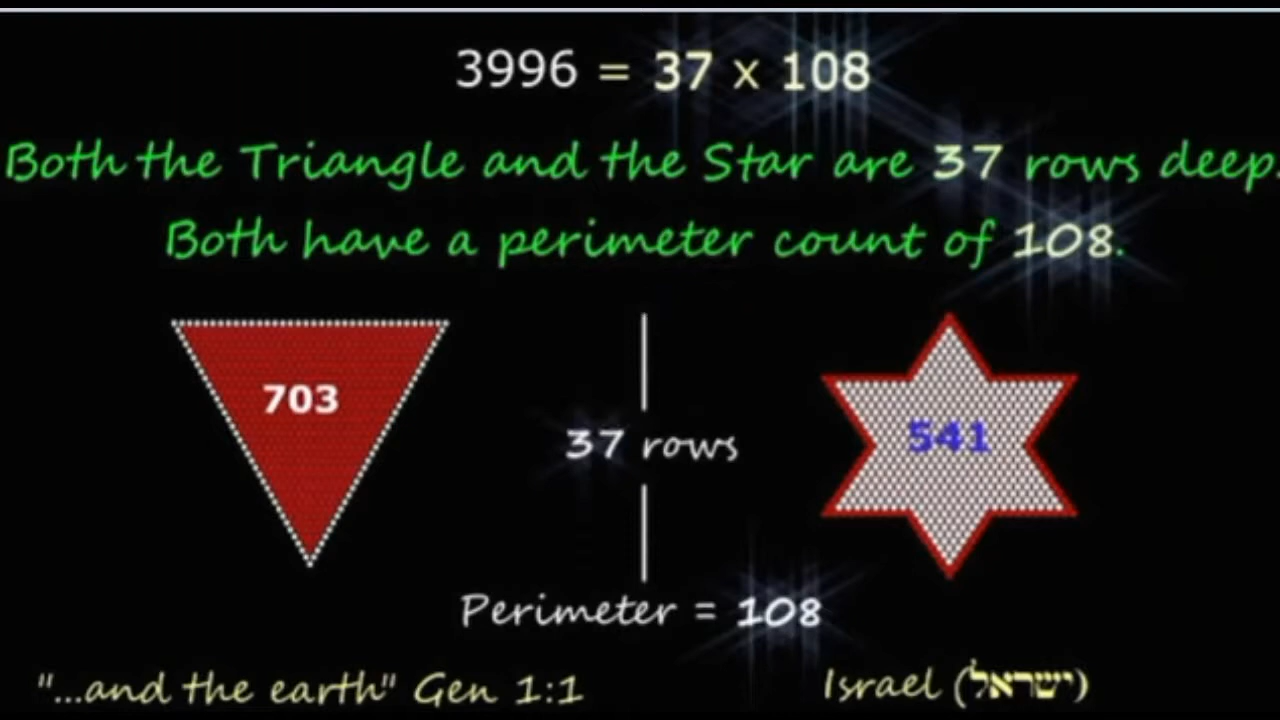 3996 = 37 x 108
Both the Triangle and the Star are 37 rows deep.
Both have a perimeter count of 108.
703
541
37 rows
Perimeter = 108
"...and the earth" Gen 1:1
Israel (ישראל)